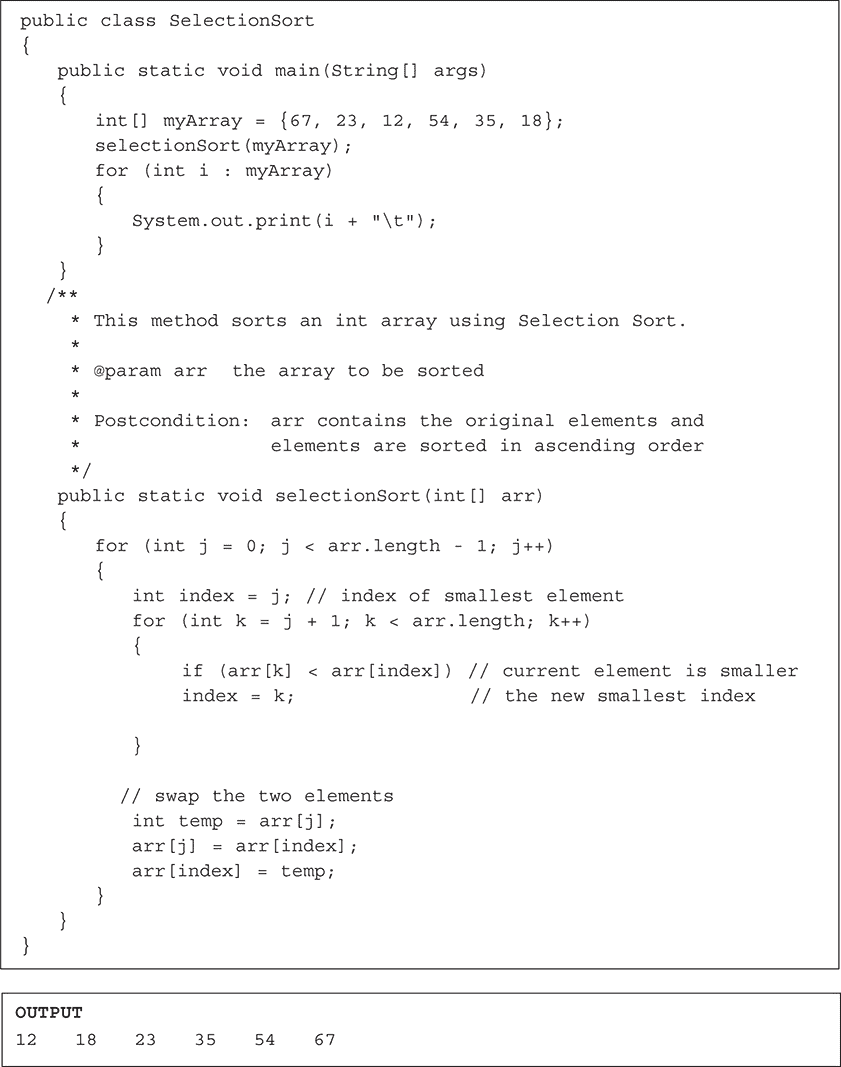 public class SelectionSort
{
   public static void main(String[] args)
   {
      int[] myArray = {67, 23, 12, 54, 35, 18};
      selectionSort(myArray);
      for (int i : myArray)
      {
         System.out.print(i + "\t");
      }
   }
  /**
    * This method sorts an int array using Selection Sort.
    *
    * @param arr  the array to be sorted
    *
    * Postcondition:  arr contains the original elements and
    *                 elements are sorted in ascending order
    */
   public static void selectionSort(int[] arr)
   {
      for (int j = 0; j < arr.length - 1; j++)
      {
         int index = j; // index of smallest element
         for (int k = j + 1; k < arr.length; k++)
         {
             if (arr[k] < arr[index]) // current element is smaller
             index = k;               // the new smallest index
         }
        // swap the two elements
         int temp = arr[j];
         arr[j] = arr[index];
         arr[index] = temp;
      }
   }
}
OUTPUT
12   18   23   35   54   67